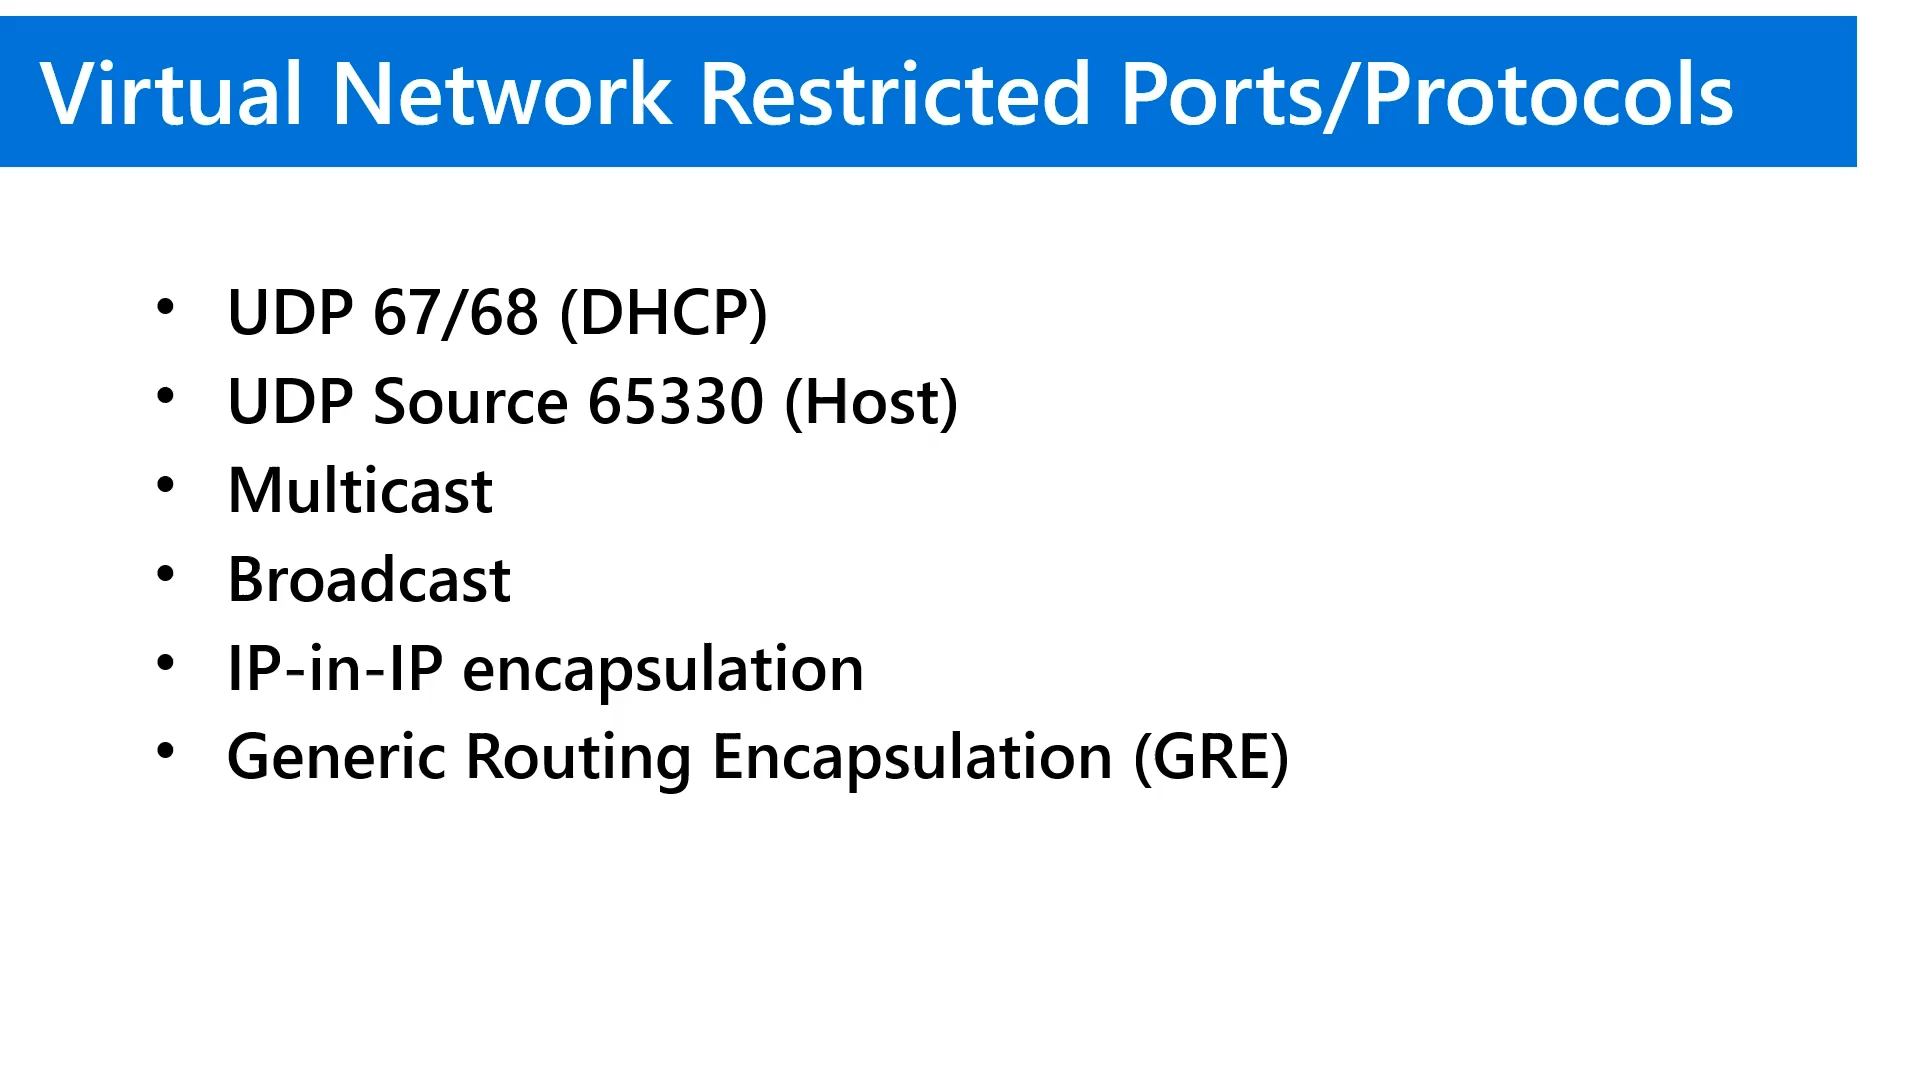 Virtual Network Restricted Ports/Protocols
• UDP 67/68 (DHCP)
• UDP Source 65330 (Host)
• Multicast
• Broadcast
• IP-in-IP encapsulation
• Generic Routing Encapsulation (GRE)